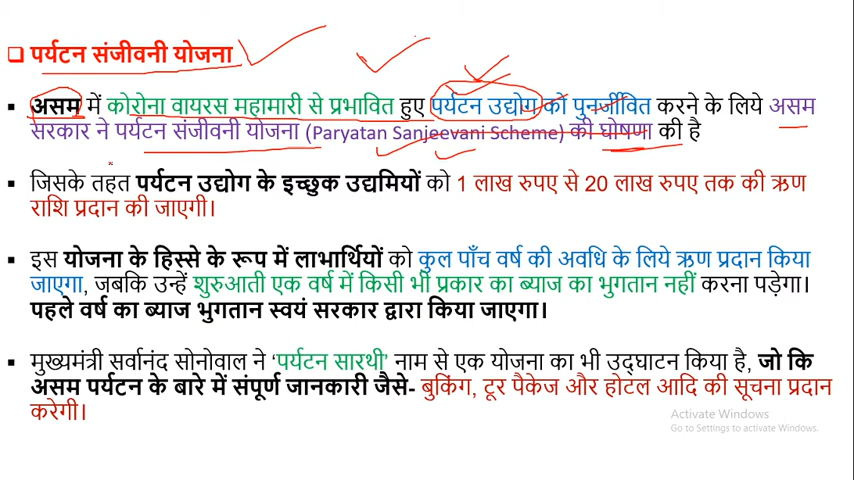 ❑ पर्यटन संजीवनी योजना
▪ असम में कोरोना वायरस महामारी से प्रभावित हुए पर्यटन उद्योग को पुनर्जीवित करने के लिये असम
सरकार ने पर्यटन संजीवनी योजना (Paryatan Sanjeevani Scheme) की घोषणा की है
▪ जिसके तहत पर्यटन उद्योग के इच्छुक उद्यमियों को 1 लाख रुपए से 20 लाख रुपए तक की ऋण
राशि प्रदान की जाएगी।
▪ इस योजना के हिस्से के रूप में लाभार्थियों को कुल पाँच वर्ष की अवधि के लिये ऋण प्रदान किया
जाएगा, जबकि उन्हें शुरुआती एक वर्ष में किसी भी प्रकार का ब्याज का भुगतान नहीं करना पड़ेगा।
पहले वर्ष का ब्याज भुगतान स्वयं सरकार द्वारा किया जाएगा।
▪ मुख्यमंत्री सर्वानंद सोनोवाल ने ‘पर्यटन सारथी’ नाम से एक योजना का भी उद्घाटन किया है, जो कि
असम पर्यटन के बारे में संपूर्ण जानकारी जैसे- बुकिंग, टूर पैकेज और होटल आदि की सूचना प्रदान
करेगी।
Activate Windows
Go to Settings to activate Windows.